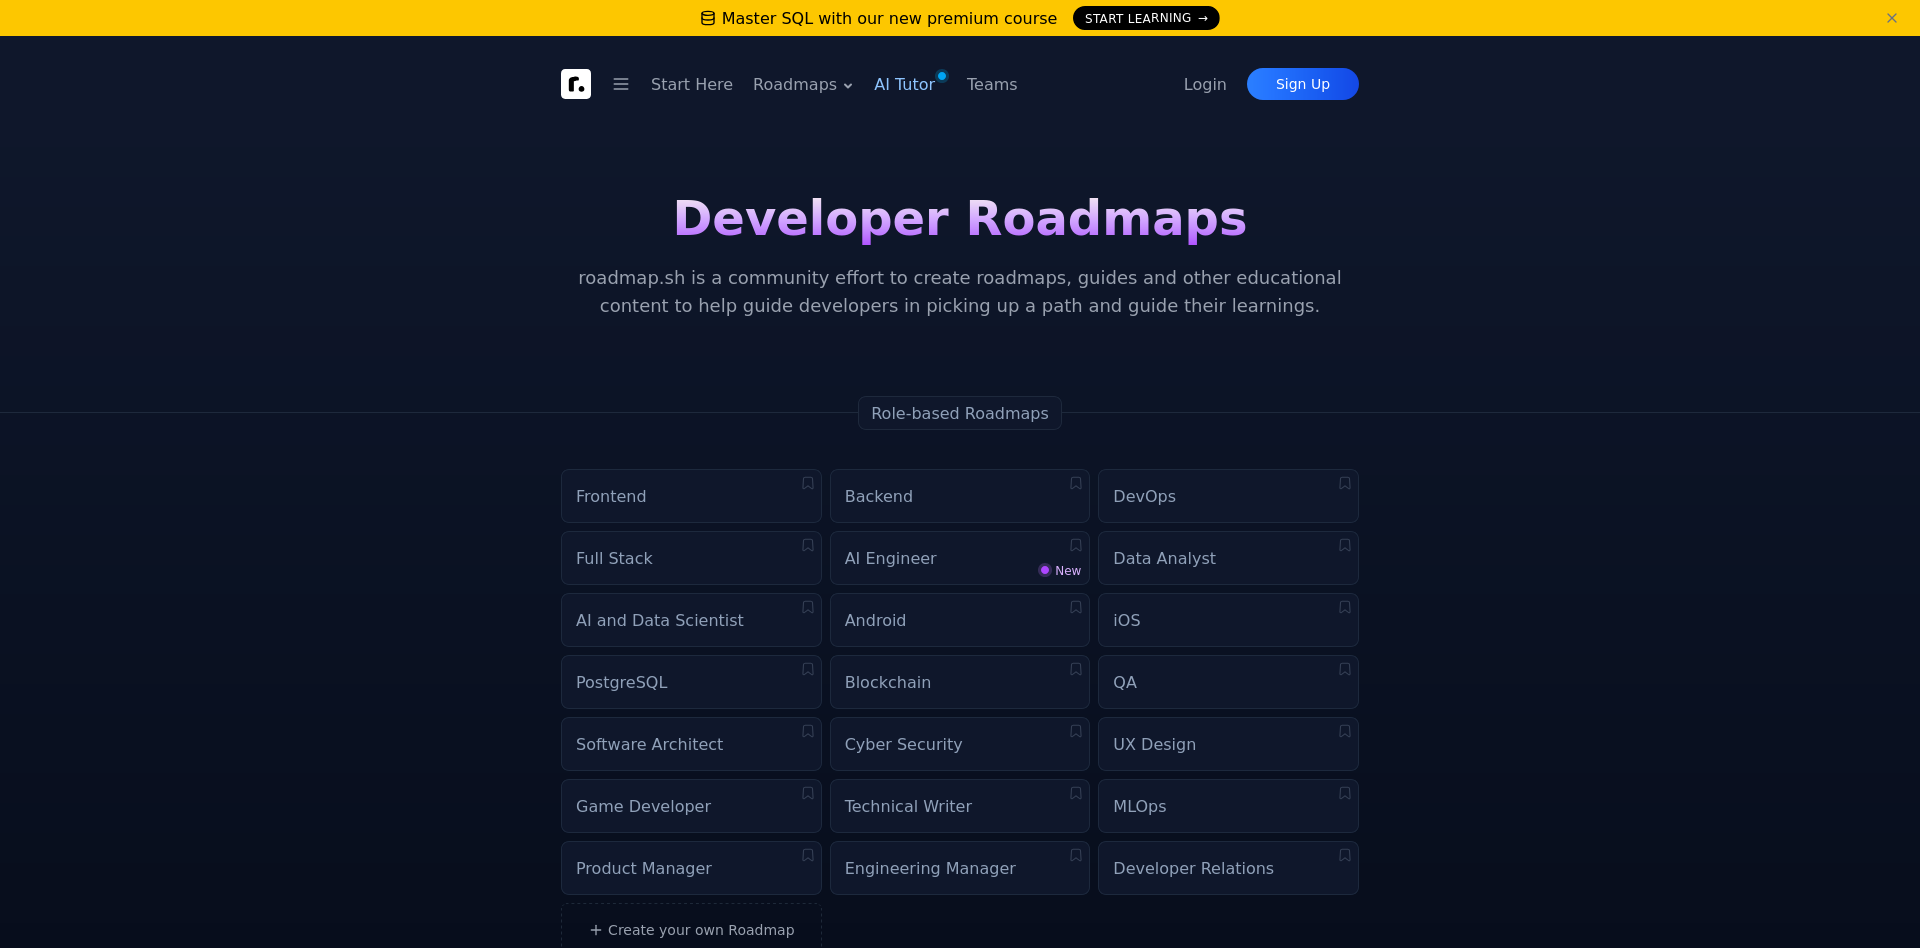 Master SQL with our new premium course START LEARNING →
Start Here Roadmaps AI Tutor Teams Login Sign Up
Developer Roadmaps
roadmap.sh is a community effort to create roadmaps, guides and other educational
content to help guide developers in picking up a path and guide their learnings.
Role-based Roadmaps
Frontend Backend DevOps
Full Stack AI Engineer New Data Analyst
AI and Data Scientist Android iOS
PostgreSQL Blockchain QA
Software Architect Cyber Security UX Design
Game Developer Technical Writer MLOps
Product Manager Engineering Manager Developer Relations
+ Create your own Roadmap